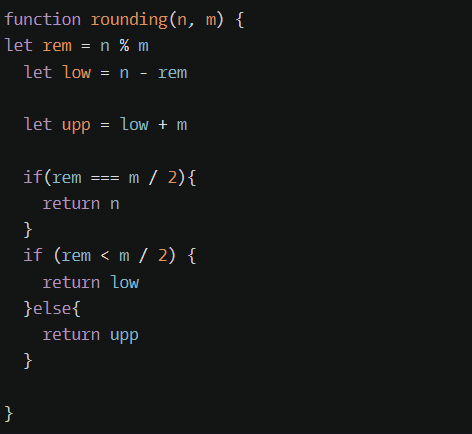 function rounding(n, m) {
let rem = n % m
  let low = n - rem
  let upp = low + m
  if(rem === m / 2){
    return n
  }
  if (rem < m / 2) {
    return low
  }else{
    return upp
  }
}